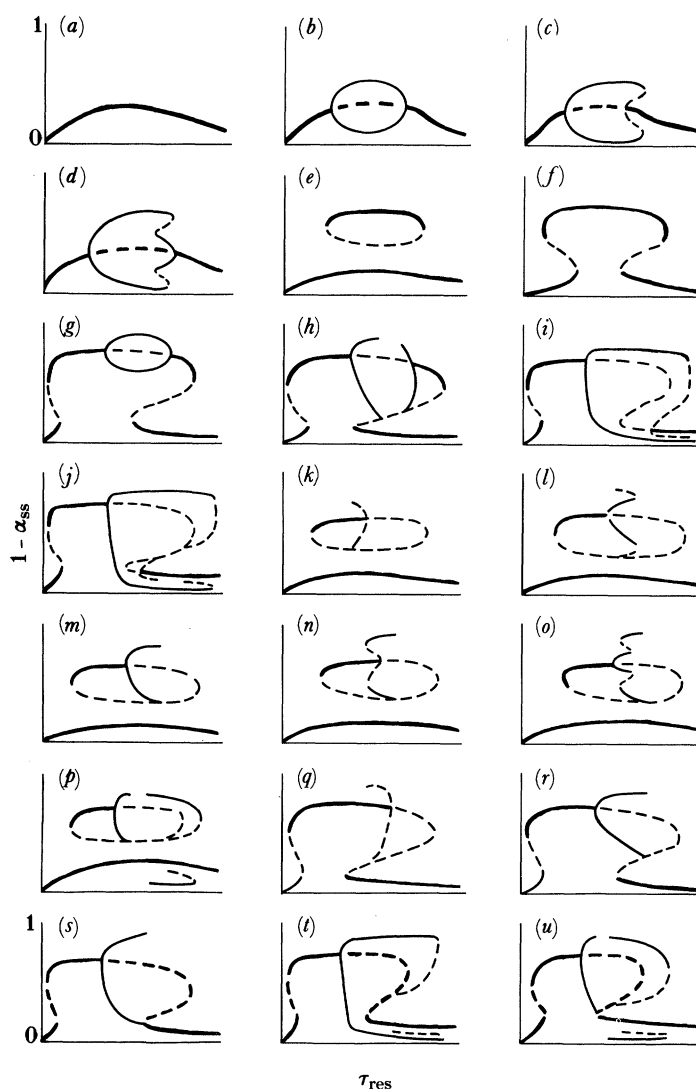 (a) (b) (c)
1
0
(d) (e) (f)
(g) (h) (i)
(j) (k) (l)
1 - αss
(m) (n) (o)
(p) (q) (r)
(s) (t) (u)
1
0
τres